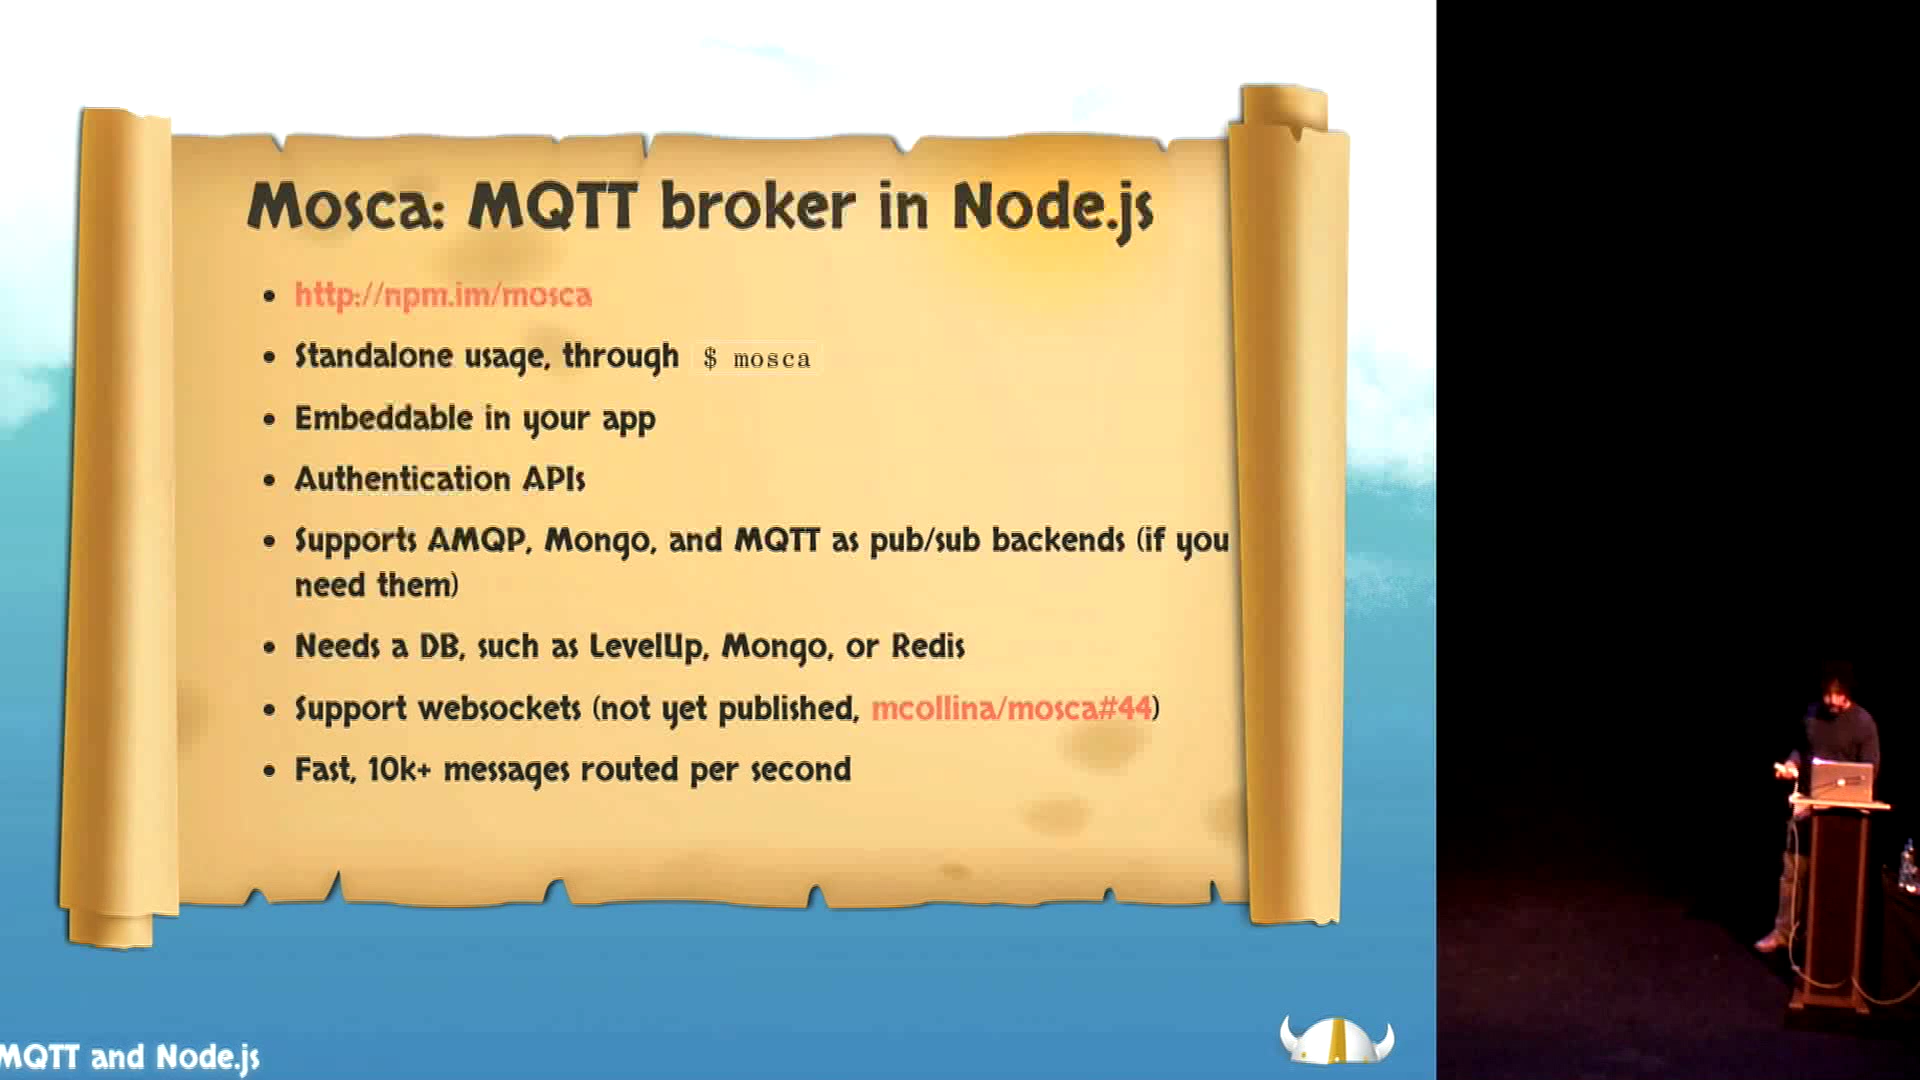 Mosca: MQTT broker in Node.js
http://npm.im/mosca
Standalone usage, through $ mosca
Embeddable in your app
Authentication APIs
Supports AMQP, Mongo, and MQTT as pub/sub backends (if you
need them)
Needs a DB, such as LevelUp, Mongo, or Redis
Support websockets (not yet published, mcollina/mosca#44)
Fast, 10k+ messages routed per second
MQTT and Node.js